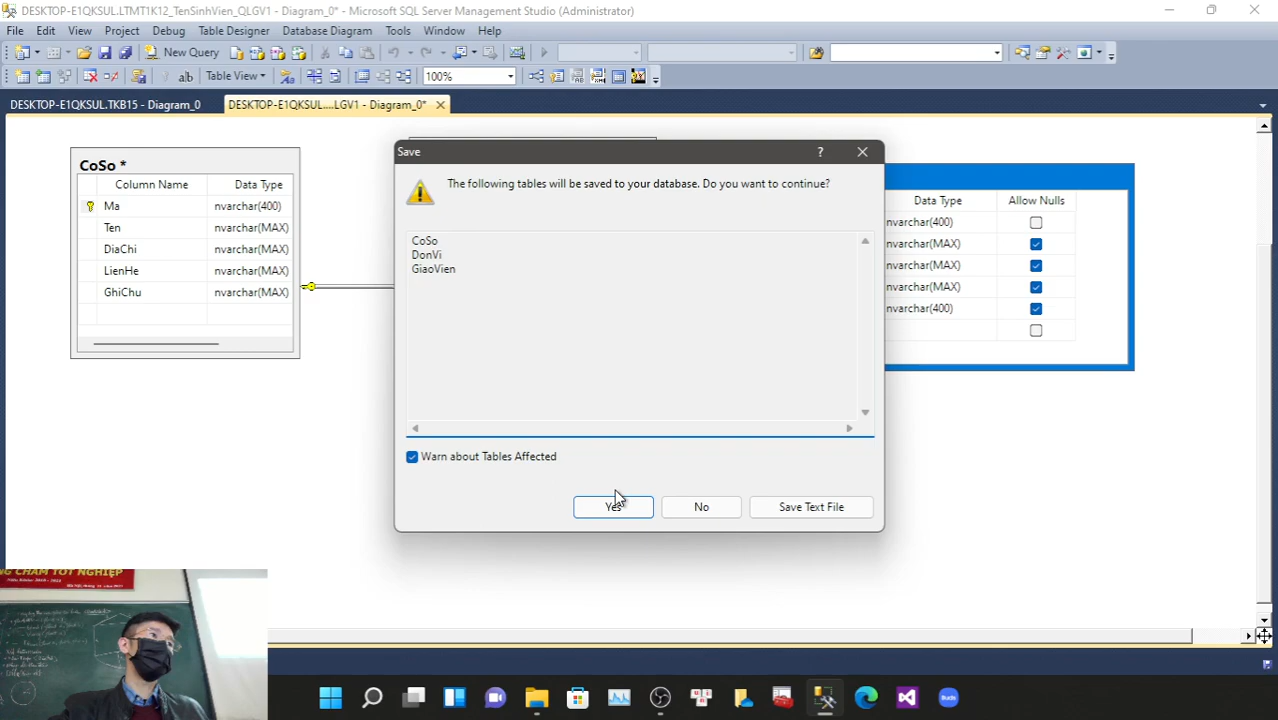 DESKTOP-E1QKSUL.LTMT1K12_TenSinhVien_QLGV1 - Diagram_0* - Microsoft SQL Server Management Studio (Administrator)
File Edit View Project Debug Table Designer Database Diagram Tools Window Help
New Query
Table View 100%
DESKTOP-E1QKSUL.TKB15 - Diagram_0 DESKTOP-E1QKSUL....LGV1 - Diagram_0*
CoSo *
Column Name Data Type
Ma nvarchar(400)
Ten nvarchar(MAX)
DiaChi nvarchar(MAX)
LienHe nvarchar(MAX)
GhiChu nvarchar(MAX)
Save
The following tables will be saved to your database. Do you want to continue?
CoSo
DonVi
GiaoVien
Warn about Tables Affected
Yes No Save Text File
Data Type Allow Nulls
nvarchar(400)
nvarchar(MAX)
nvarchar(MAX)
nvarchar(MAX)
nvarchar(400)
NG CHẤM TỐT NGHIỆP